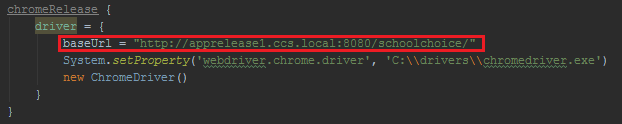 chromeRelease {
driver = {
baseUrl = "http://apprelease1.ccs.local:8080/schoolchoice/"
System.setProperty('webdriver.chrome.driver', 'C:\\drivers\\chromedriver.exe')
new ChromeDriver()
}
}